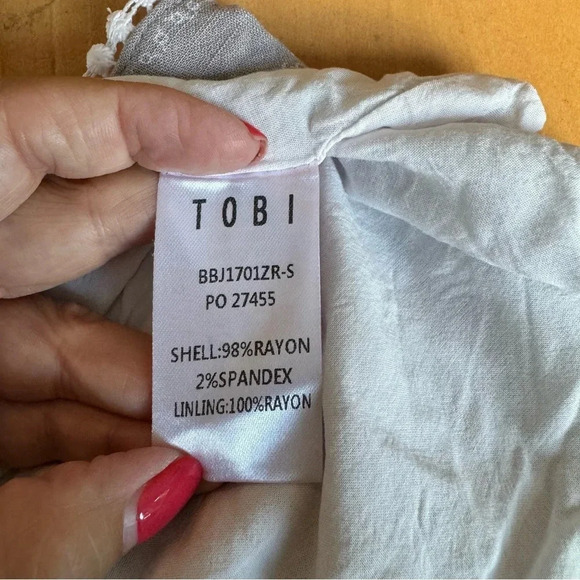 TOBI
BBJ1701ZR-S
PO 27455
SHELL:98%RAYON
2%SPANDEX
LINLING:100%RAYON